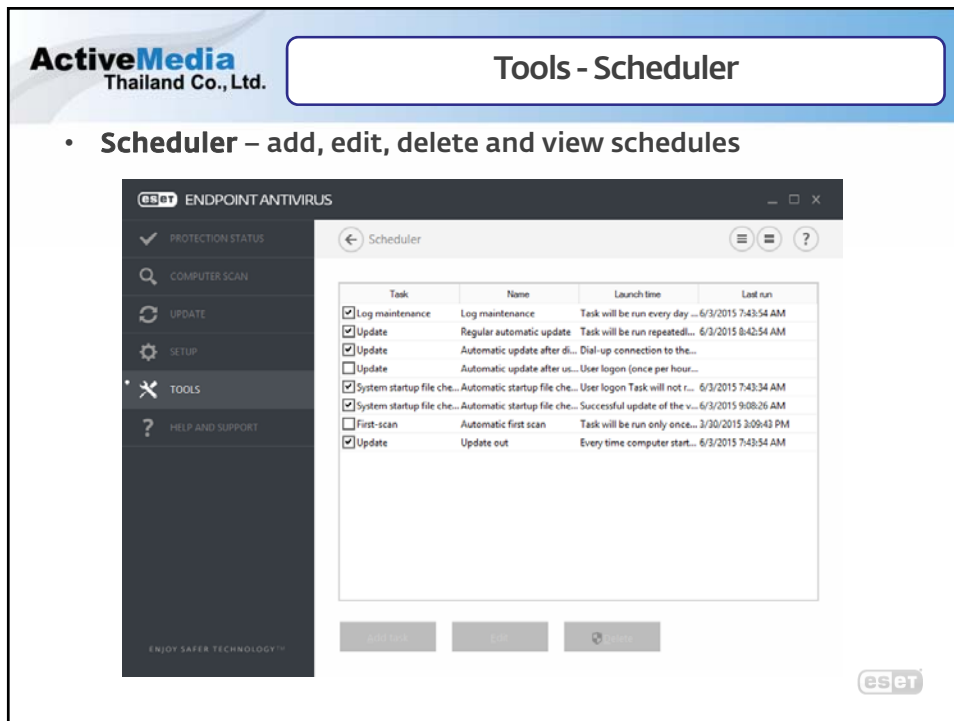 ActiveMedia
Thailand Co., Ltd.
Tools - Scheduler
• Scheduler – add, edit, delete and view schedules
eset ENDPOINT ANTIVIRUS
PROTECTION STATUS
COMPUTER SCAN
UPDATE
SETUP
TOOLS
HELP AND SUPPORT
ENJOY SAFER TECHNOLOGY™
Scheduler
?
Task Name Launch time Last run
Log maintenance Log maintenance Task will be run every day ... 6/3/2015 7:43:54 AM
Update Regular automatic update Task will be run repeatedl... 6/3/2015 8:42:54 AM
Update Automatic update after di... Dial-up connection to the...
Update Automatic update after us... User logon (once per hour...
System startup file che... Automatic startup file che... User logon Task will not r... 6/3/2015 7:43:34 AM
System startup file che... Automatic startup file che... Successful update of the v... 6/3/2015 9:08:26 AM
First-scan Automatic first scan Task will be run only once... 3/30/2015 3:09:43 PM
Update Update out Every time computer start... 6/3/2015 7:43:54 AM
Add task Edit Delete
eset